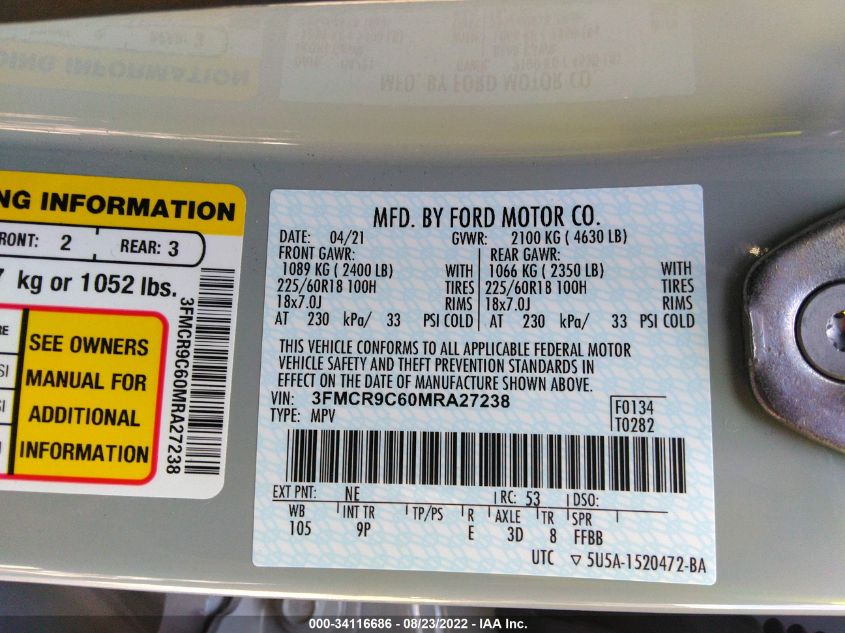 MFD. BY FORD MOTOR CO.
DATE: 04/21 GVWR: 2100 KG ( 4630 LB)
FRONT GAWR: REAR GAWR:
1089 KG ( 2400 LB) WITH 1066 KG ( 2350 LB) WITH
225/60R18 100H TIRES 225/60R18 100H TIRES
18x7.0J RIMS 18x7.0J RIMS
AT 230 kPa/ 33 PSI COLD AT 230 kPa/ 33 PSI COLD
THIS VEHICLE CONFORMS TO ALL APPLICABLE FEDERAL MOTOR
VEHICLE SAFETY AND THEFT PREVENTION STANDARDS IN
EFFECT ON THE DATE OF MANUFACTURE SHOWN ABOVE.
VIN: 3FMCR9C60MRA27238
TYPE: MPV
F0134
T0282
EXT PNT: NE RC: 53 DSO:
WB INT TR TP/PS R AXLE TR SPR
105 9P E 3D 8 FFBB
UTC ▽ 5U5A-1520472-BA
NG INFORMATION
RONT: 2 REAR: 3
7 kg or 1052 lbs.
3FMCR9C60MRA27238
RE
SI
SI
SEE OWNERS
MANUAL FOR
ADDITIONAL
INFORMATION
000-34116686 - 08/23/2022 - IAA Inc.